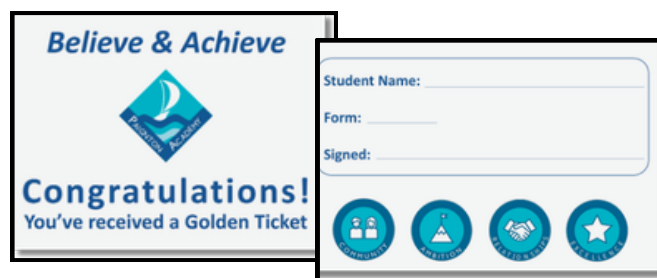 Believe & Achieve
PAIGNTON ACADEMY
Congratulations!
You've received a Golden Ticket
Student Name:
Form:
Signed:
COMMUNITY
AMBITION
RELATIONSHIPS
EXCELLENCE